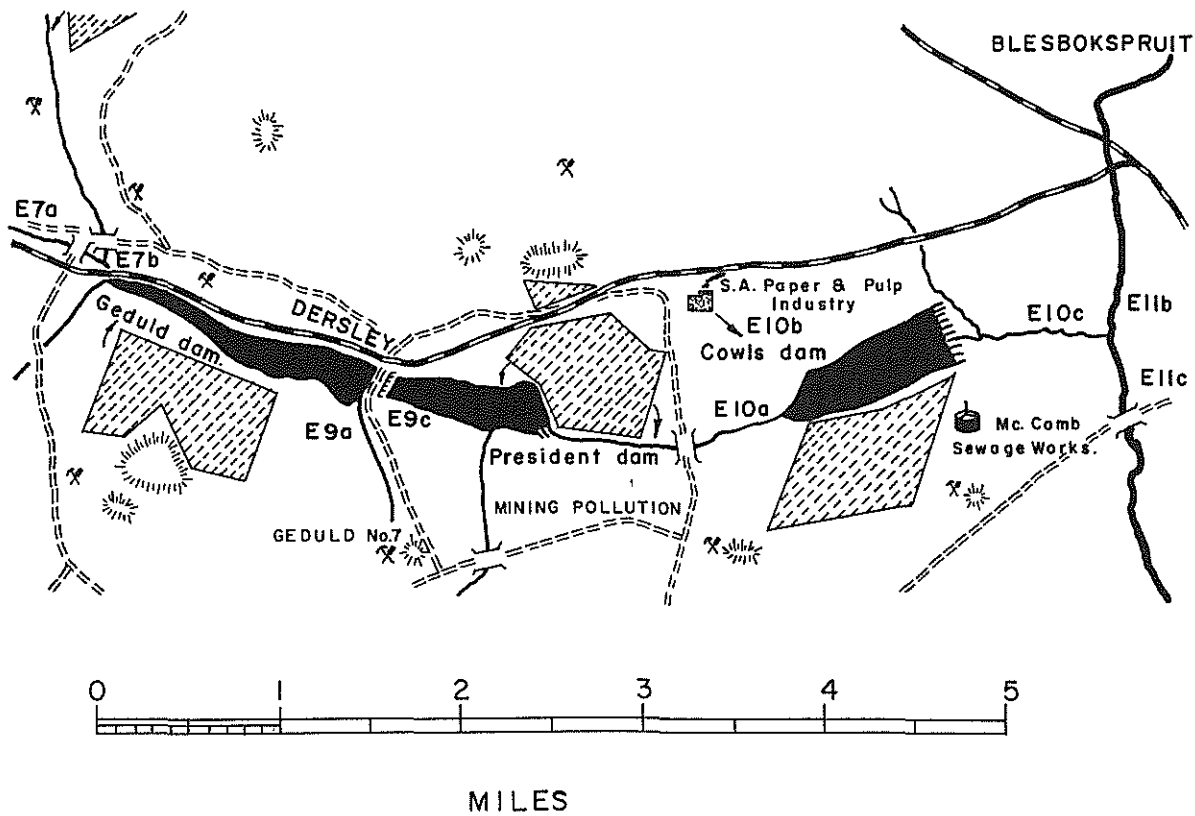 BLESBOKSPRUIT
E7a
E7b
Geduld dam.
DERSLEY
S.A. Paper & Pulp
Industry
E10b
Cowls dam
E10c
E11b
E11c
E10a
E9a
E9c
Mc. Comb
Sewage Works.
President dam
MINING POLLUTION
GEDULD No.7
0 1 2 3 4 5
MILES